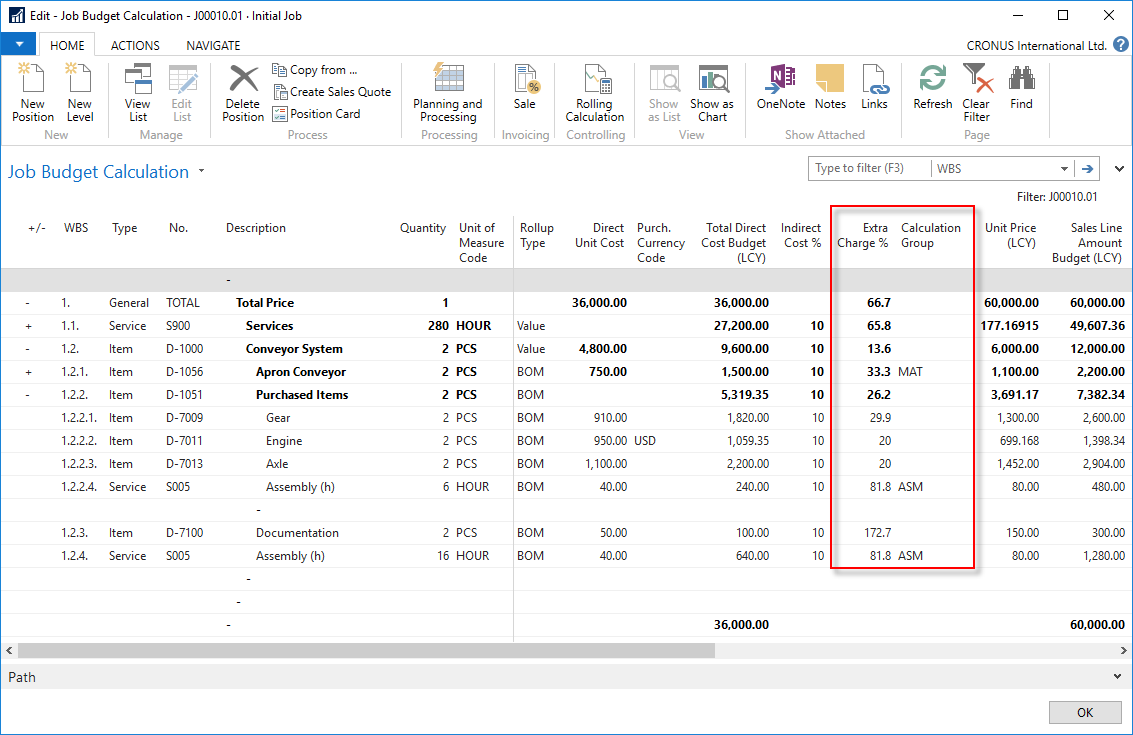 Edit - Job Budget Calculation - J00010.01 · Initial Job
HOME ACTIONS NAVIGATE CRONUS International Ltd. ?
New Position
New Level
New
View List
Edit List
Manage
Delete Position
Copy from ...
Create Sales Quote
Position Card
Process
Planning and Processing
Processing
Sale
Invoicing
Rolling Calculation
Controlling
Show as List
Show as Chart
View
OneNote
Notes
Links
Show Attached
Refresh
Clear Filter
Find
Page
Job Budget Calculation
Type to filter (F3) WBS
Filter: J00010.01
+/- WBS Type No. Description Quantity Unit of Measure Code Rollup Type Direct Unit Cost Purch. Currency Code Total Direct Cost Budget (LCY) Indirect Cost % Extra Charge % Calculation Group Unit Price (LCY) Sales Line Amount Budget (LCY)
-
- 1. General TOTAL Total Price 1 36,000.00 36,000.00 66.7 60,000.00 60,000.00
+ 1.1. Service S900 Services 280 HOUR Value 27,200.00 10 65.8 177.16915 49,607.36
- 1.2. Item D-1000 Conveyor System 2 PCS Value 4,800.00 9,600.00 10 13.6 6,000.00 12,000.00
+ 1.2.1. Item D-1056 Apron Conveyor 2 PCS BOM 750.00 1,500.00 10 33.3 MAT 1,100.00 2,200.00
- 1.2.2. Item D-1051 Purchased Items 2 PCS BOM 5,319.35 10 26.2 3,691.17 7,382.34
1.2.2.1. Item D-7009 Gear 2 PCS BOM 910.00 1,820.00 10 29.9 1,300.00 2,600.00
1.2.2.2. Item D-7011 Engine 2 PCS BOM 950.00 USD 1,059.35 10 20 699.168 1,398.34
1.2.2.3. Item D-7013 Axle 2 PCS BOM 1,100.00 2,200.00 10 20 1,452.00 2,904.00
1.2.2.4. Service S005 Assembly (h) 6 HOUR BOM 40.00 240.00 10 81.8 ASM 80.00 480.00
-
1.2.3. Item D-7100 Documentation 2 PCS BOM 50.00 100.00 10 172.7 150.00 300.00
1.2.4. Service S005 Assembly (h) 16 HOUR BOM 40.00 640.00 10 81.8 ASM 80.00 1,280.00
-
-
- 36,000.00 60,000.00
Path
OK